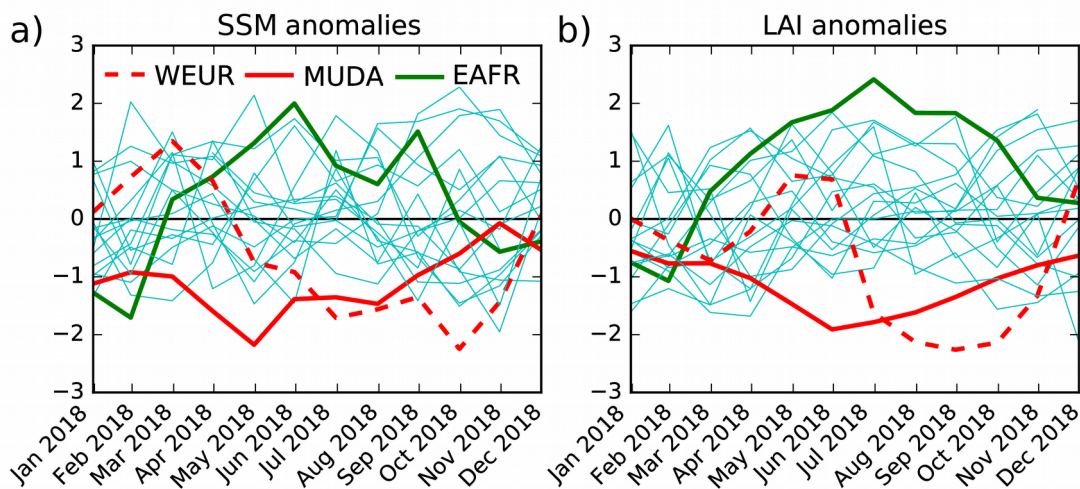 a) SSM anomalies
3
2
1
0
−1
−2
−3
WEUR MUDA EAFR
Jan 2018
Feb 2018
Mar 2018
Apr 2018
May 2018
Jun 2018
Jul 2018
Aug 2018
Sep 2018
Oct 2018
Nov 2018
Dec 2018
b) LAI anomalies
3
2
1
0
−1
−2
−3
Jan 2018
Feb 2018
Mar 2018
Apr 2018
May 2018
Jun 2018
Jul 2018
Aug 2018
Sep 2018
Oct 2018
Nov 2018
Dec 2018